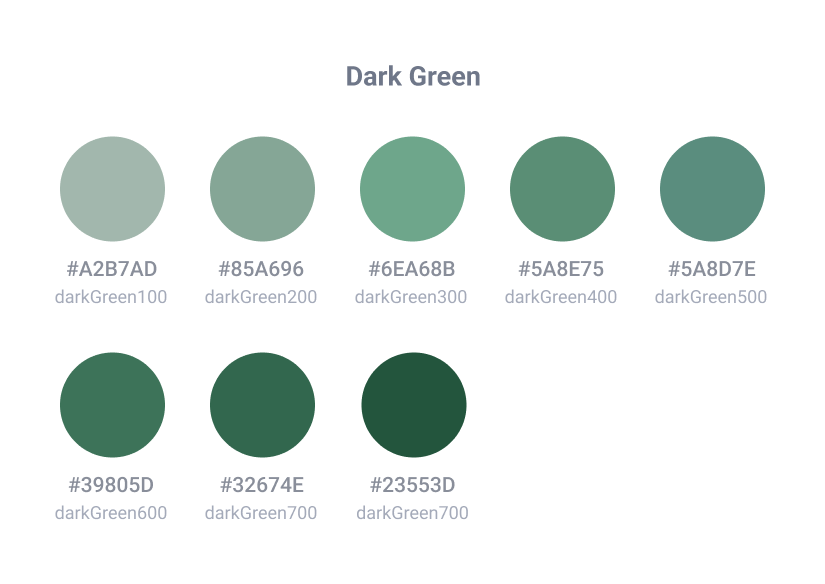 Dark Green
#A2B7AD
darkGreen100
#85A696
darkGreen200
#6EA68B
darkGreen300
#5A8E75
darkGreen400
#5A8D7E
darkGreen500
#39805D
darkGreen600
#32674E
darkGreen700
#23553D
darkGreen700